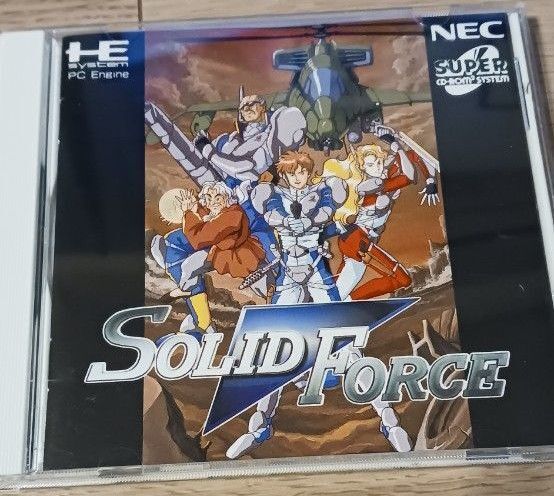 HE
SYSTEM
PC Engine
NEC
SUPER
CD-ROM² SYSTEM
SOLID FORCE